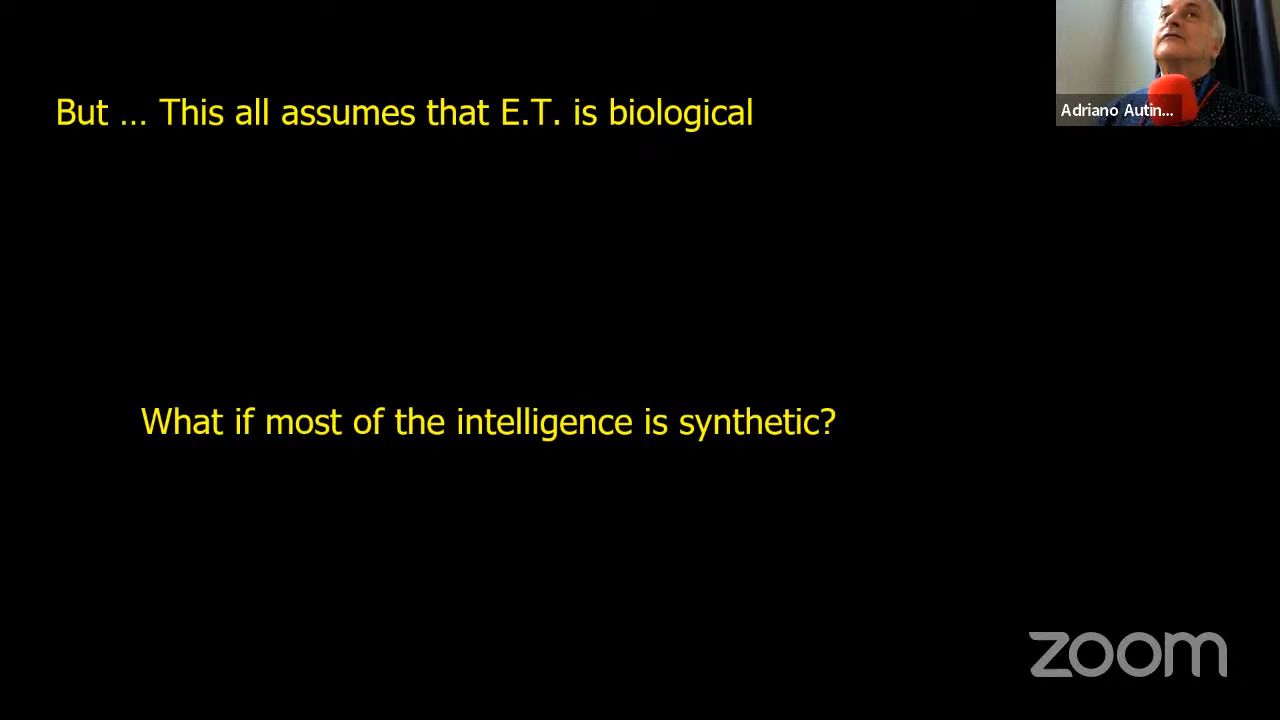 But … This all assumes that E.T. is biological
Adriano Autin...
What if most of the intelligence is synthetic?
zoom